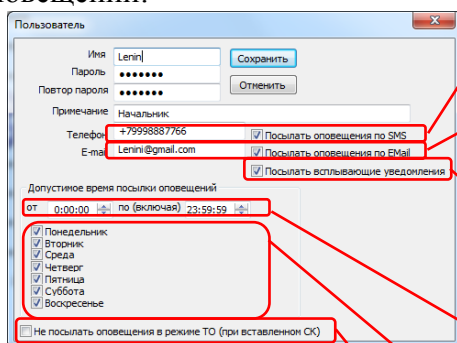 Пользователь
Имя Lenin Сохранить
Пароль ●●●●●●●
Повтор пароля ●●●●●●● Отменить
Примечание Начальник
Телефон +79998887766 Посылать оповещения по SMS
E-mai Lenini@gmail.com Посылать оповещения по EMail
Посылать всплывающие уведомления
Допустимое время посылки оповещений
от 0:00:00 по (включая) 23:59:59
Понедельник
Вторник
Среда
Четверг
Пятница
Суббота
Воскресенье
Не посылать оповещения в режиме ТО (при вставленном СК)